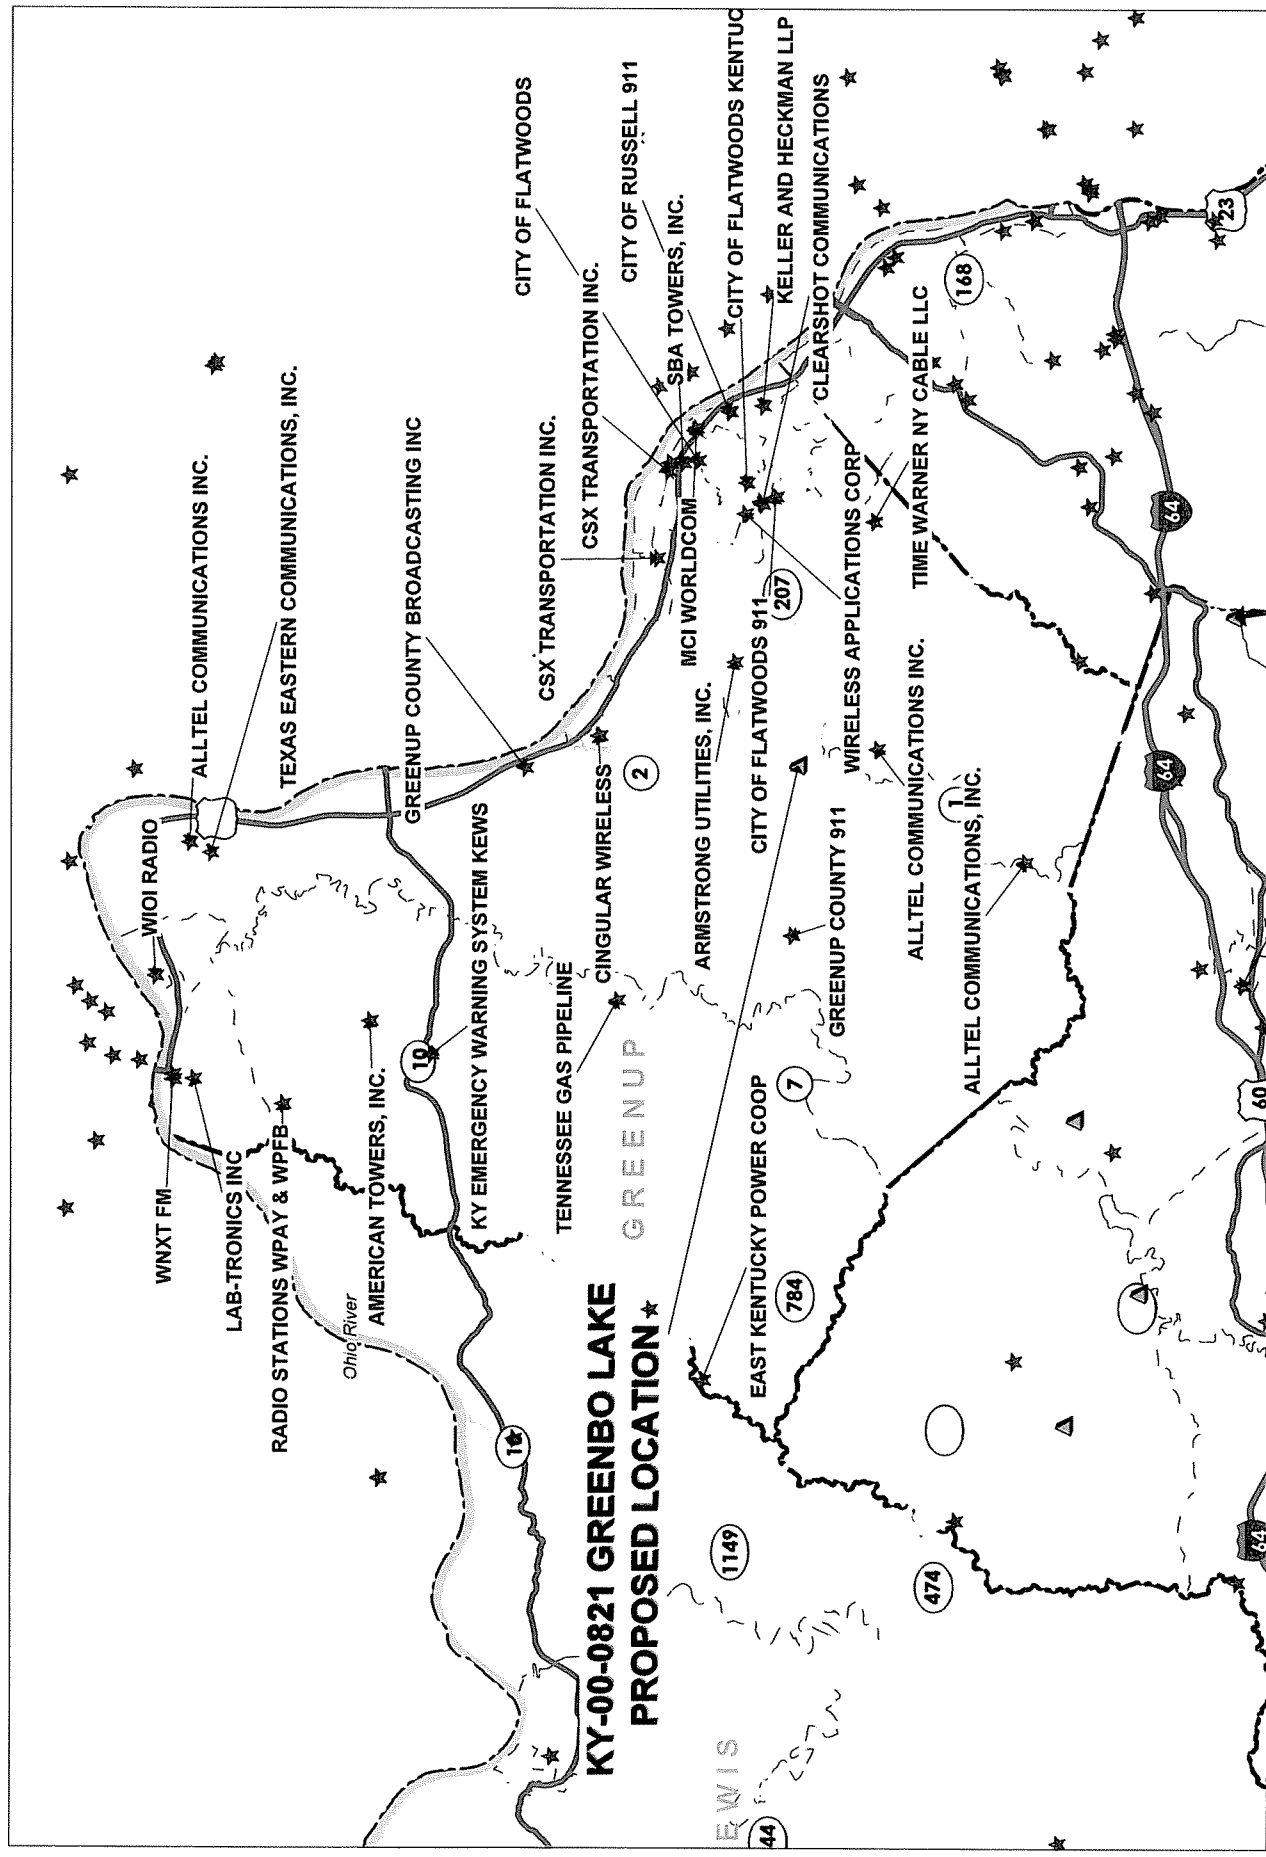 WNXT FM
LAB-TRONICS INC
RADIO STATIONS WPAY & WPFB
AMERICAN TOWERS, INC.
Ohio River
WIOI RADIO
ALLTEL COMMUNICATIONS INC.
TEXAS EASTERN COMMUNICATIONS, INC.
GREENUP COUNTY BROADCASTING INC
10
KY EMERGENCY WARNING SYSTEM KEWS
10
TENNESSEE GAS PIPELINE
CINGULAR WIRELESS
2
CSX TRANSPORTATION INC.
CSX TRANSPORTATION INC.
CITY OF FLATWOODS
CITY OF RUSSELL 911
SBA TOWERS, INC.
CITY OF FLATWOODS KENTUC
KELLER AND HECKMAN LLP
CLEARSHOT COMMUNICATIONS
MCI WORLDCOM
ARMSTRONG UTILITIES, INC.
CITY OF FLATWOODS 911
207
WIRELESS APPLICATIONS CORP
TIME WARNER NY CABLE LLC
168
23
KY-00-0821 GREENBO LAKE
PROPOSED LOCATION
GREENUP
EAST KENTUCKY POWER COOP
784
7
GREENUP COUNTY 911
ALLTEL COMMUNICATIONS INC.
1
ALLTEL COMMUNICATIONS, INC.
EWIS
44
1149
474
64
60
64
64